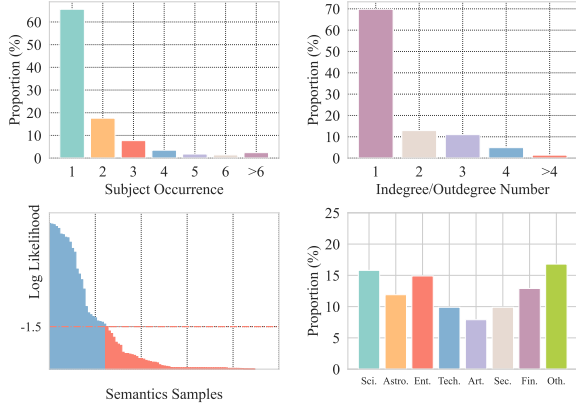 Proportion (%)
60
50
40
30
20
10
0
1 2 3 4 5 6 >6
Subject Occurrence
Proportion (%)
70
60
50
40
30
20
10
0
1 2 3 4 >4
Indegree/Outdegree Number
Log Likelihood
-1.5
Semantics Samples
Proportion (%)
25
20
15
10
5
0
Sci. Astro. Ent. Tech. Art. Sec. Fin. Oth.